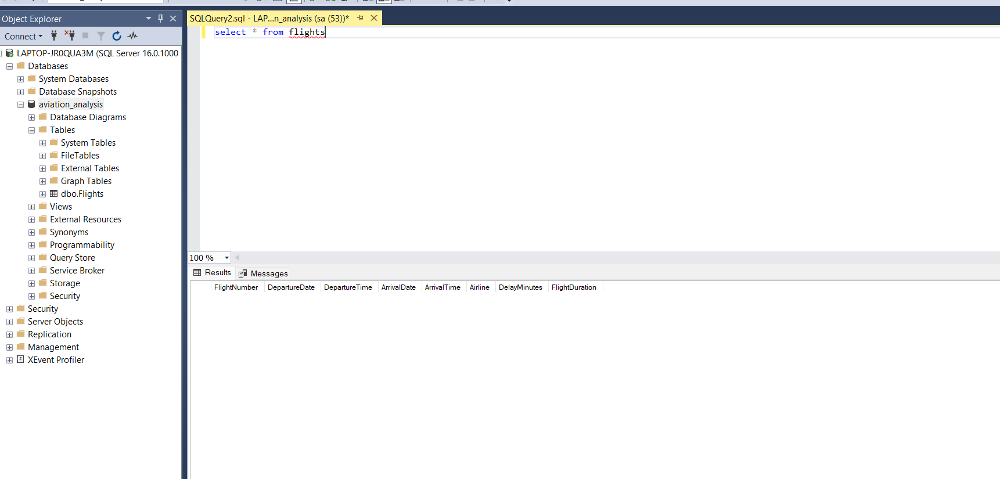 Object Explorer
Connect
LAPTOP-JR0QUA3M (SQL Server 16.0.1000
Databases
System Databases
Database Snapshots
aviation_analysis
Database Diagrams
Tables
System Tables
FileTables
External Tables
Graph Tables
dbo.Flights
Views
External Resources
Synonyms
Programmability
Query Store
Service Broker
Storage
Security
Security
Server Objects
Replication
Management
XEvent Profiler
SQLQuery2.sql - LAP...n_analysis (sa (53))*
select * from flights
100 %
Results Messages
FlightNumber DepartureDate DepartureTime ArrivalDate ArrivalTime Airline DelayMinutes FlightDuration